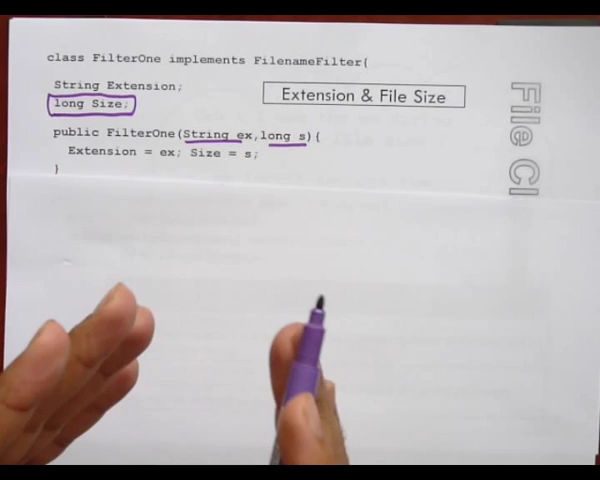 class FilterOne implements FilenameFilter{
String Extension;
long Size;
Extension & File Size
public FilterOne(String ex,long s){
Extension = ex; Size = s;
}
File Cl